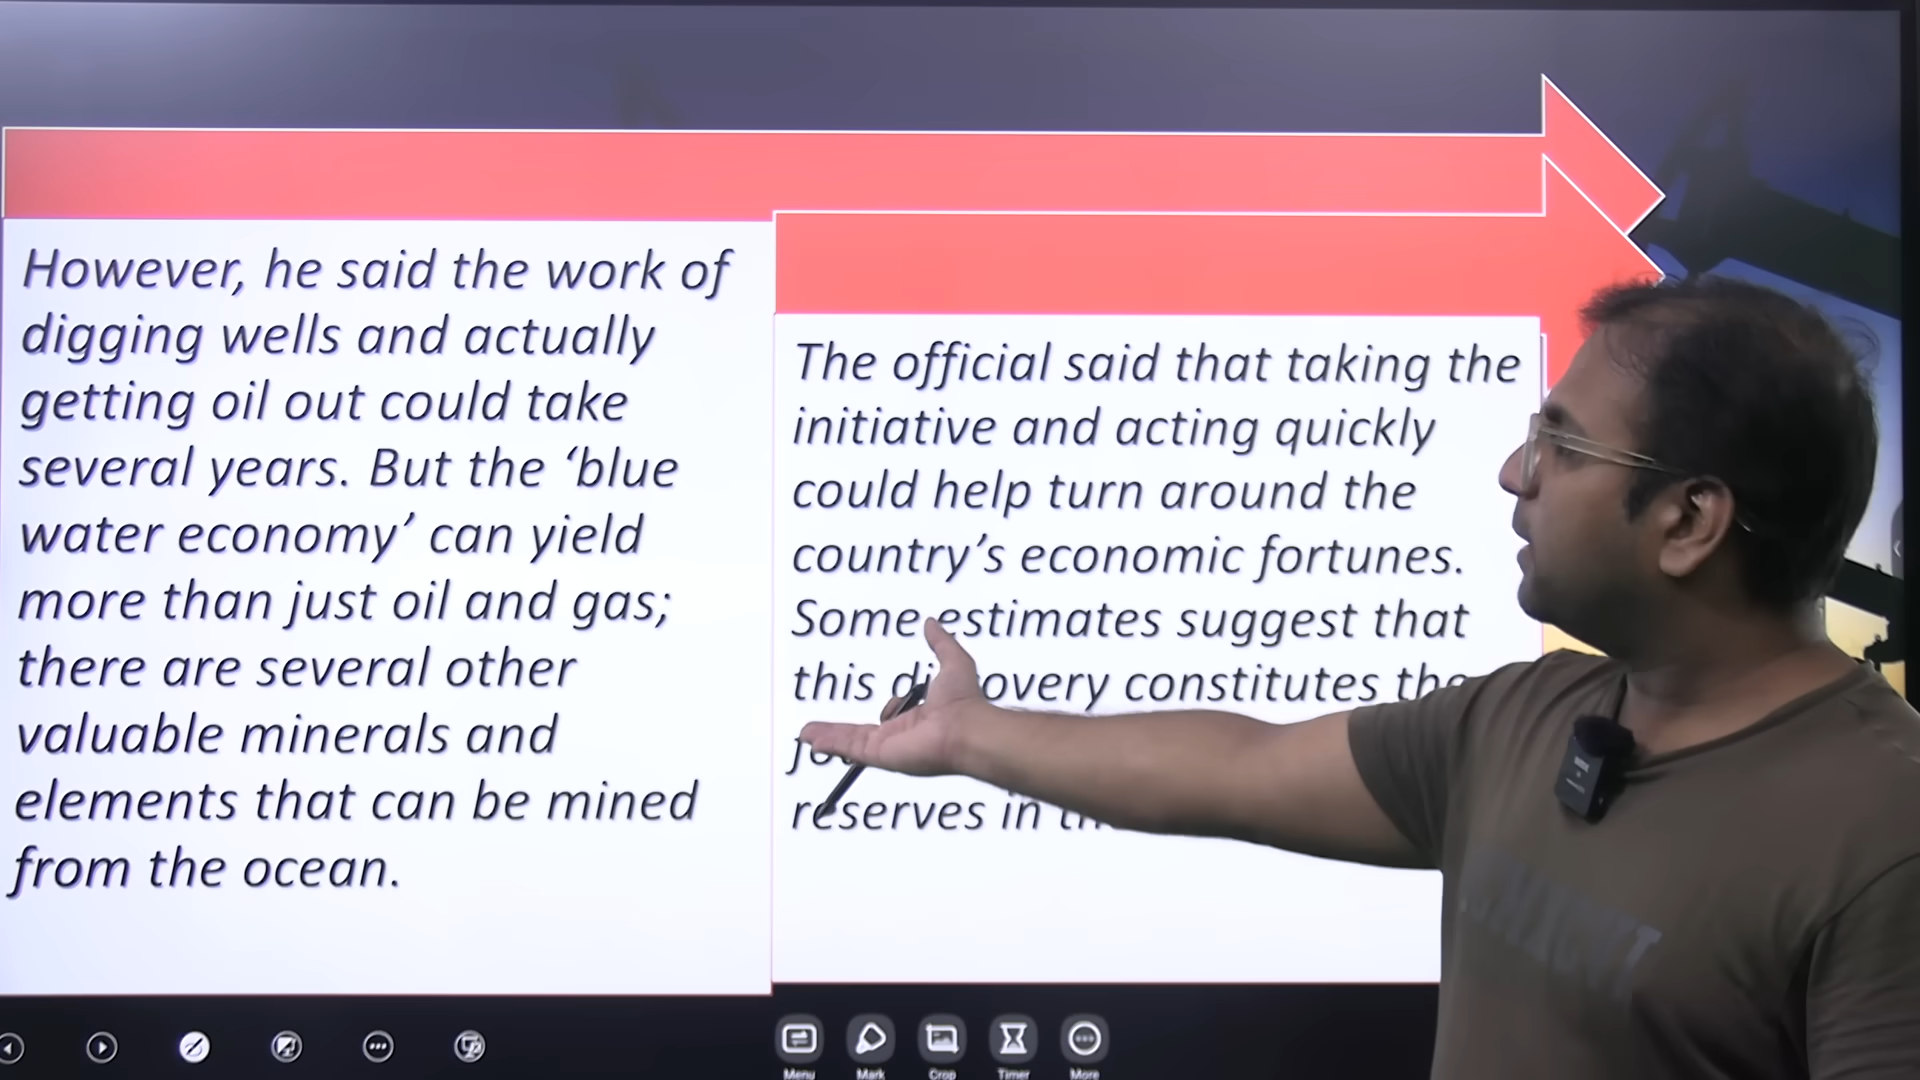 However, he said the work of
digging wells and actually
getting oil out could take
several years. But the ‘blue
water economy’ can yield
more than just oil and gas;
there are several other
valuable minerals and
elements that can be mined
from the ocean.
The official said that taking the
initiative and acting quickly
could help turn around the
country’s economic fortunes.
Some estimates suggest that
this discovery constitutes the
reserves in
Menu
Mark
Crop
Timer
More